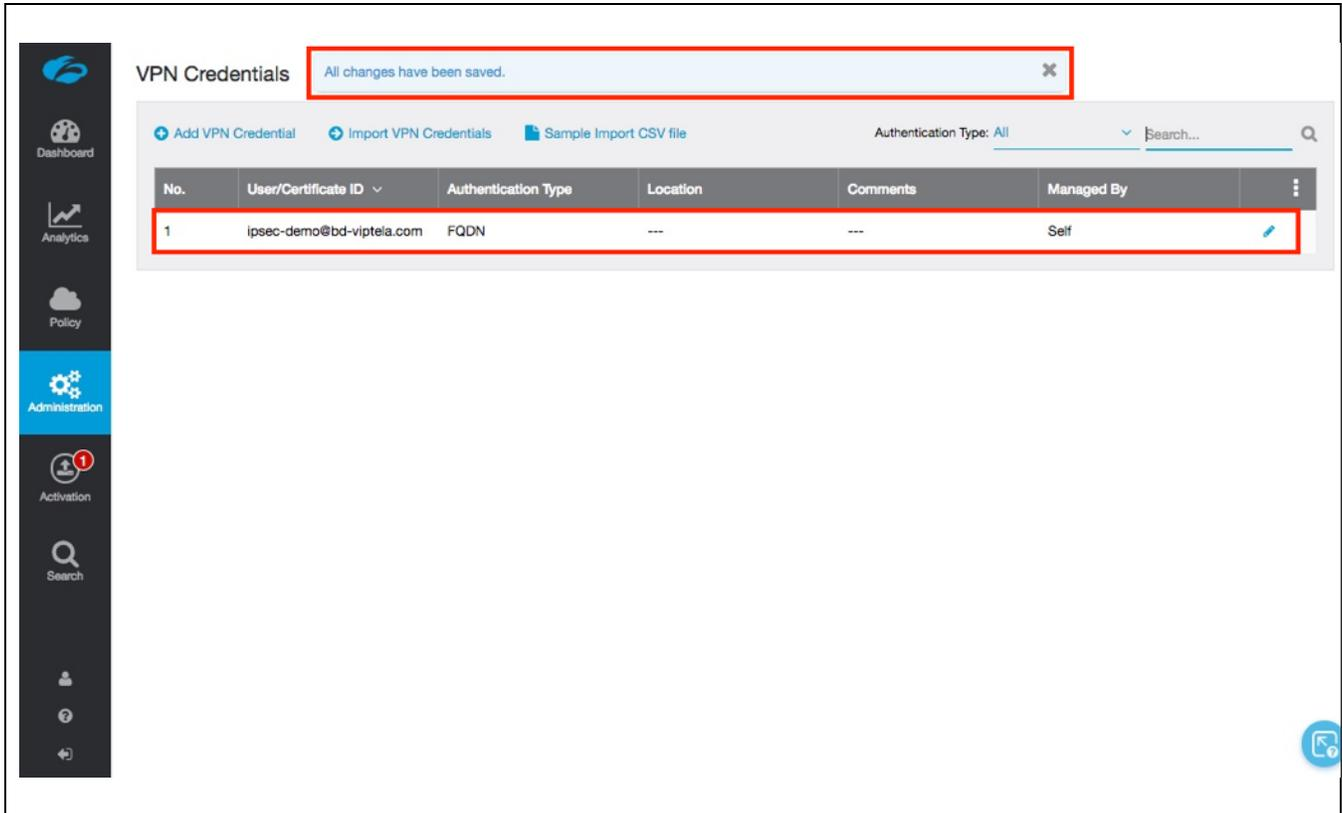 VPN Credentials
All changes have been saved.
Add VPN Credential Import VPN Credentials Sample Import CSV file Authentication Type: All Search...
No. User/Certificate ID Authentication Type Location Comments Managed By
1 ipsec-demo@bd-viptela.com FQDN --- --- Self
Dashboard
Analytics
Policy
Administration
1
Activation
Search